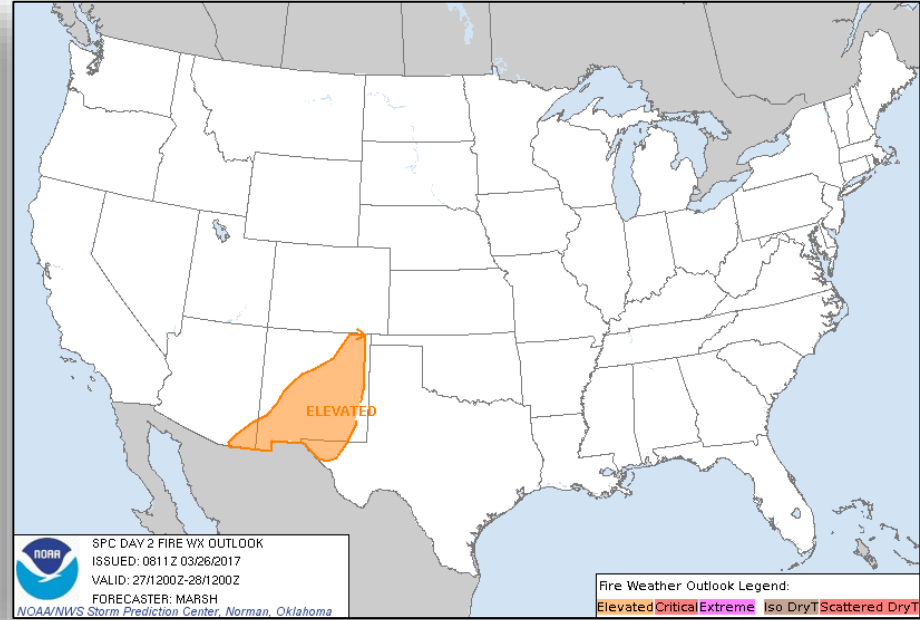 ELEVATED
NOAA
SPC DAY 2 FIRE WX OUTLOOK
ISSUED: 0811Z 03/26/2017
VALID: 27/1200Z-28/1200Z
FORECASTER: MARSH
NOAA/NWS Storm Prediction Center, Norman, Oklahoma
Fire Weather Outlook Legend:
Elevated Critical Extreme Iso DryT Scattered DryT